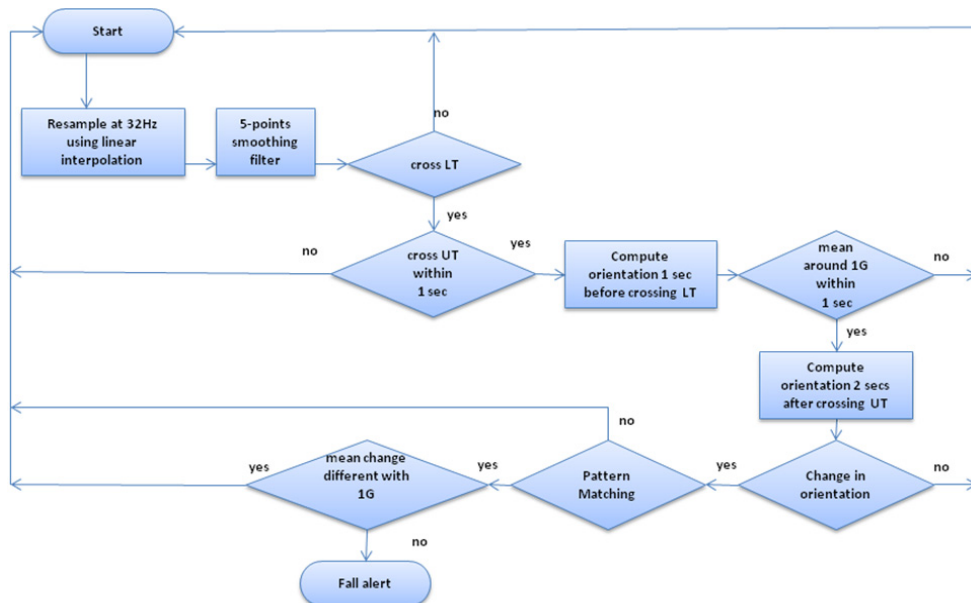 Start
no
Resample at 32Hz
using linear
interpolation
5-points
smoothing
filter
cross LT
yes
no
cross UT
within
1 sec
yes
Compute
orientation 1 sec
before crossing LT
mean
around 1G
within
1 sec
no
yes
Compute
orientation 2 secs
after crossing UT
no
yes
mean change
different with
1G
yes
Pattern
Matching
yes
Change in
orientation
no
no
Fall alert